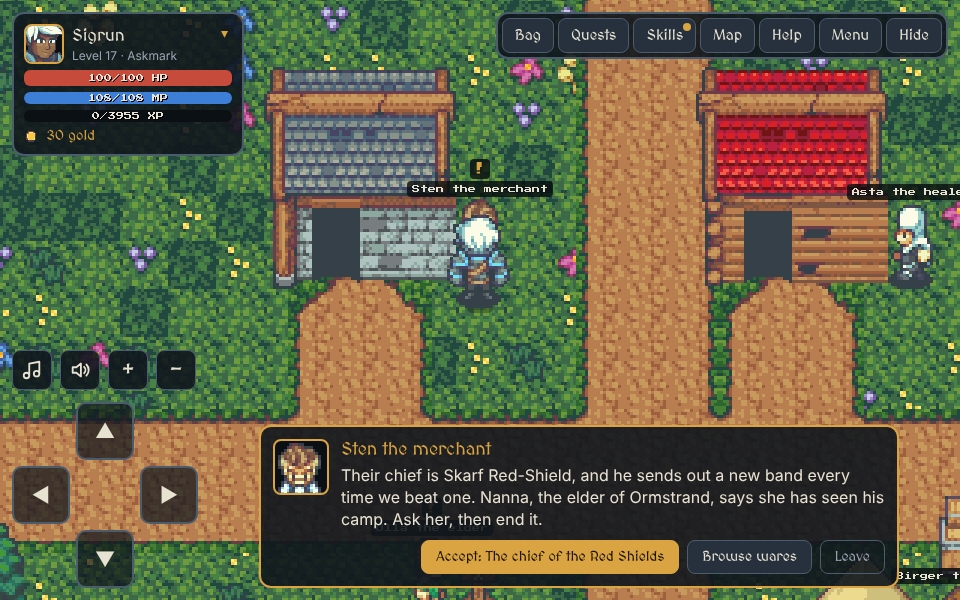 Sigrun
Level 17 · Askmark
100/100 HP
108/108 MP
0/3955 XP
30 gold
Bag
Quests
Skills
Map
Help
Menu
Hide
!
Sten the merchant
Asta the heale
+
-
Sten the merchant
Their chief is Skarf Red-Shield, and he sends out a new band every
time we beat one. Nanna, the elder of Ormstrand, says she has seen his
camp. Ask her, then end it.
Accept: The chief of the Red Shields
Browse wares
Leave
Birger t